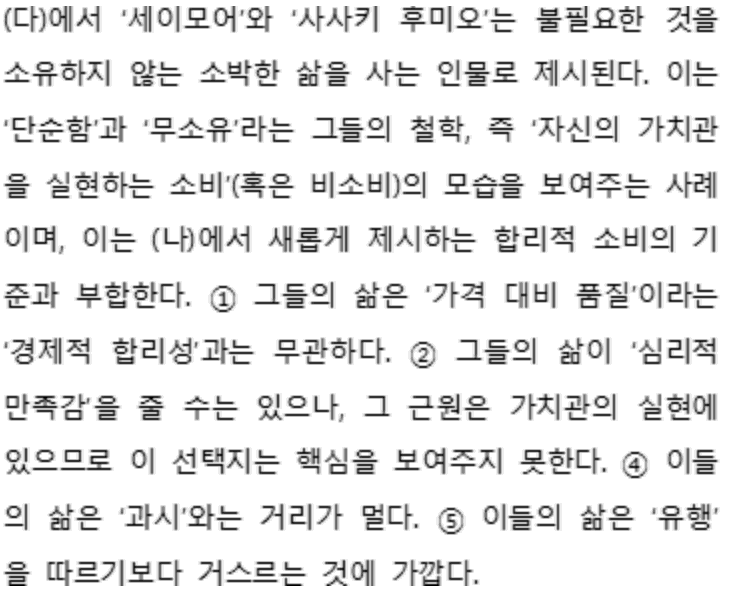 (다)에서 '세이모어'와 '사사키 후미오'는 불필요한 것을
소유하지 않는 소박한 삶을 사는 인물로 제시된다. 이는
'단순함'과 '무소유'라는 그들의 철학, 즉 '자신의 가치관
을 실현하는 소비'(혹은 비소비)의 모습을 보여주는 사례
이며, 이는 (나)에서 새롭게 제시하는 합리적 소비의 기
준과 부합한다. ① 그들의 삶은 '가격 대비 품질'이라는
'경제적 합리성'과는 무관하다. ② 그들의 삶이 '심리적
만족감'을 줄 수는 있으나, 그 근원은 가치관의 실현에
있으므로 이 선택지는 핵심을 보여주지 못한다. ④ 이들
의 삶은 '과시'와는 거리가 멀다. ⑤ 이들의 삶은 '유행'
을 따르기보다 거스르는 것에 가깝다.